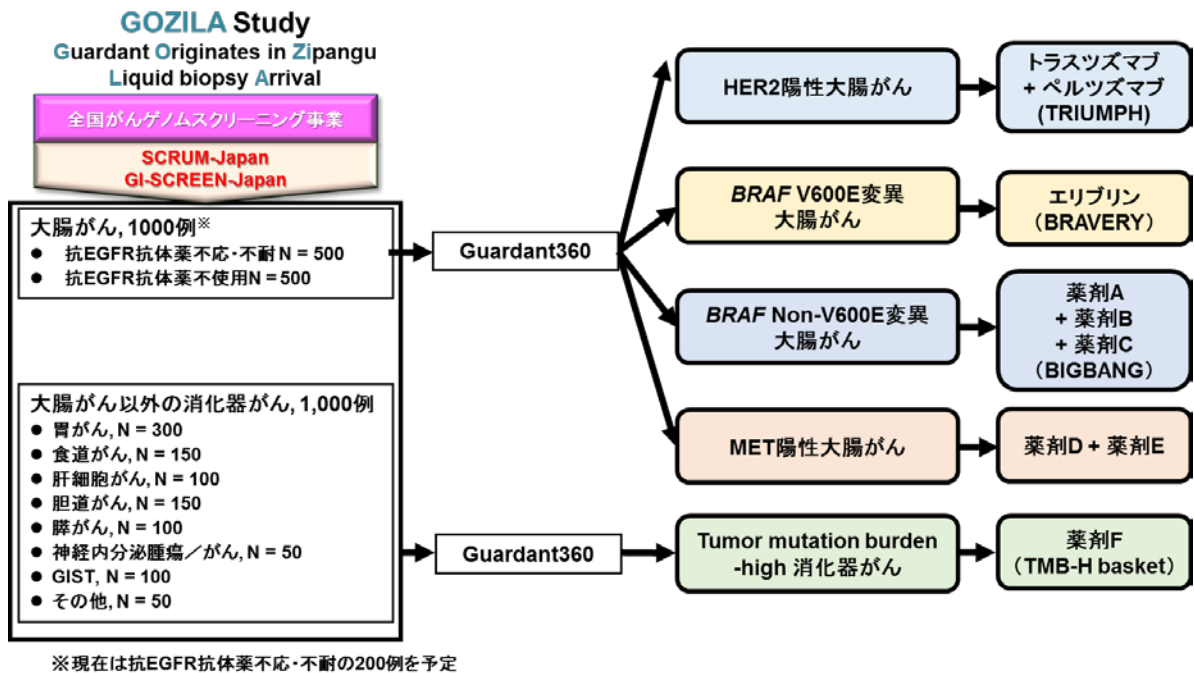 GOZILA Study
Guardant Originates in Zipangu
Liquid biopsy Arrival
全国がんゲノムスクリーニング事業
SCRUM-Japan
GI-SCREEN-Japan
大腸がん, 1000例※
● 抗EGFR抗体薬不応・不耐 N = 500
● 抗EGFR抗体薬不使用N = 500
大腸がん以外の消化器がん, 1,000例
● 胃がん, N = 300
● 食道がん, N = 150
● 肝細胞がん, N = 100
● 胆道がん, N = 150
● 膵がん, N = 100
● 神経内分泌腫瘍／がん, N = 50
● GIST, N = 100
● その他, N = 50
※現在は抗EGFR抗体薬不応・不耐の200例を予定
Guardant360
Guardant360
HER2陽性大腸がん
トラスツズマブ
+ ペルツズマブ
(TRIUMPH)
BRAF V600E変異
大腸がん
エリブリン
（BRAVERY）
BRAF Non-V600E変異
大腸がん
薬剤A
+ 薬剤B
+ 薬剤C
（BIGBANG）
MET陽性大腸がん
薬剤D + 薬剤E
Tumor mutation burden
-high 消化器がん
薬剤F
（TMB-H basket）